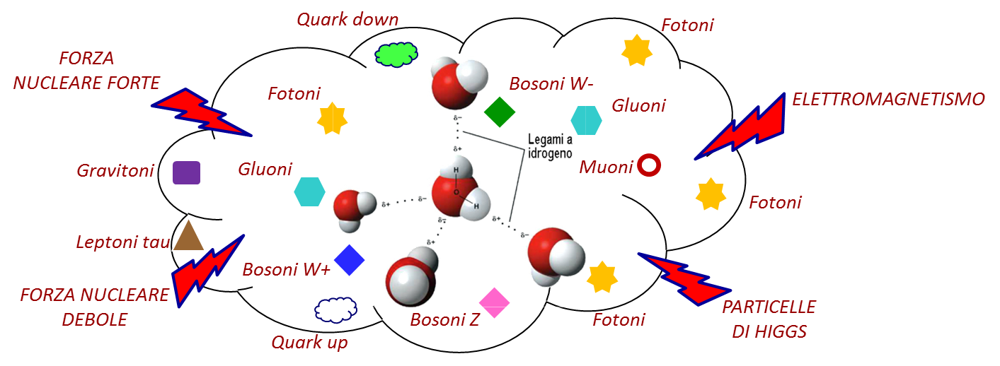 Quark down
Fotoni
FORZA
NUCLEARE FORTE
Fotoni
Bosoni W-
Gluoni
ELETTROMAGNETISMO
δ−
Legami a
idrogeno
δ+
Gravitoni
Gluoni
Muoni
H
O
H
δ+
δ−
Fotoni
δ−
δ+
δ−
δ+
Leptoni tau
Bosoni W+
FORZA NUCLEARE
DEBOLE
Bosoni Z
Fotoni
PARTICELLE
DI HIGGS
Quark up